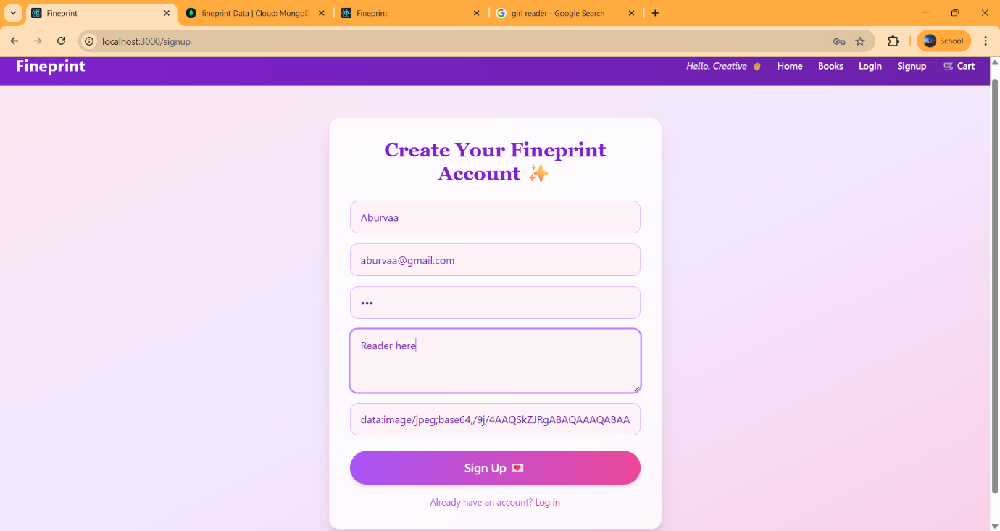 Fineprint
fineprint Data | Cloud: MongoD
Fineprint
girl reader - Google Search
localhost:3000/signup
School
Fineprint
Hello, Creative 👋
Home
Books
Login
Signup
🛒 Cart
Create Your Fineprint
Account ✨
Aburvaa
aburvaa@gmail.com
•••
Reader here
data:image/jpeg;base64,/9j/4AAQSkZJRgABAQAAAQABAA
Sign Up 💌
Already have an account? Log in